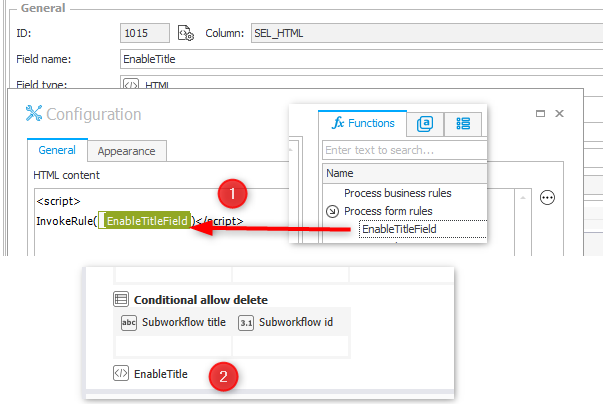 General
ID:
1015
Column:
SEL_HTML
Field name:
EnableTitle
Field type:
HTML
Configuration
General
Appearance
HTML content
<script>
InvokeRule(EnableTitleField)</script>
1
Functions
Enter text to search...
Name
Process business rules
Process form rules
EnableTitleField
Conditional allow delete
abc Subworkflow title
3.1 Subworkflow id
EnableTitle
2